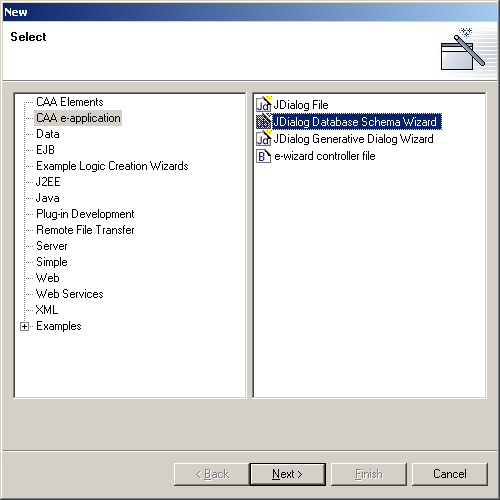 New
Select
CAA Elements
CAA e-application
Data
EJB
Example Logic Creation Wizards
J2EE
Java
Plug-in Development
Remote File Transfer
Server
Simple
Web
Web Services
XML
Examples
JDialog File
JDialog Database Schema Wizard
JDialog Generative Dialog Wizard
e-wizard controller file
< Back
Next >
Finish
Cancel